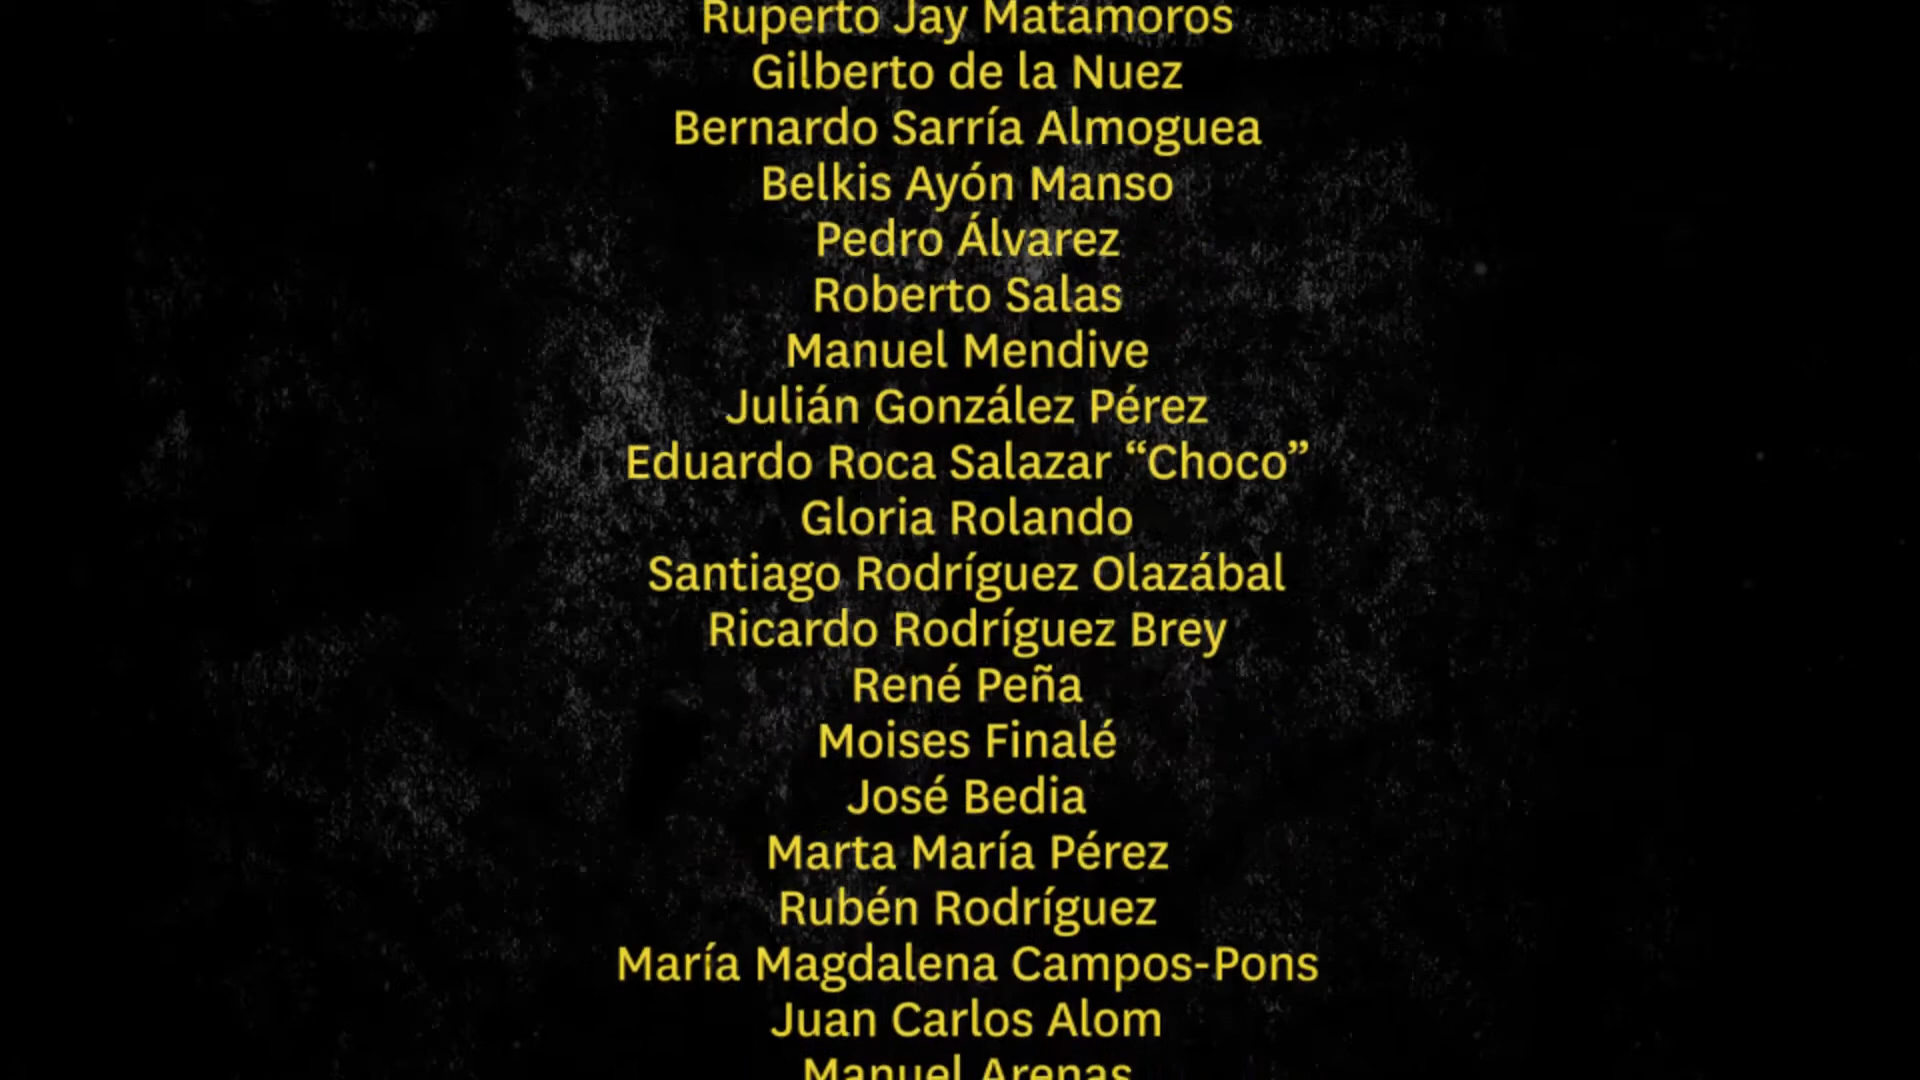 Ruperto Jay Matamoros
Gilberto de la Nuez
Bernardo Sarría Almoguea
Belkis Ayón Manso
Pedro Álvarez
Roberto Salas
Manuel Mendive
Julián González Pérez
Eduardo Roca Salazar “Choco”
Gloria Rolando
Santiago Rodríguez Olazábal
Ricardo Rodríguez Brey
René Peña
Moises Finalé
José Bedia
Marta María Pérez
Rubén Rodríguez
María Magdalena Campos-Pons
Juan Carlos Alom
Manuel Arenas